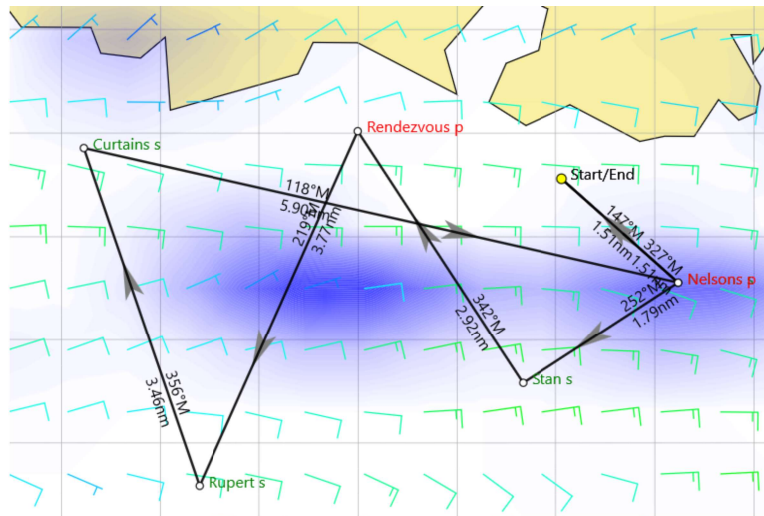 Rendezvous p
Curtains s
Start/End
118°M
5.90nm
219°M
3.77nm
147°M 327°M
1.51nm 1.51nm
Nelsons p
252°M
1.79nm
342°M
2.92nm
Stan s
356°M
3.46nm
Rupert s